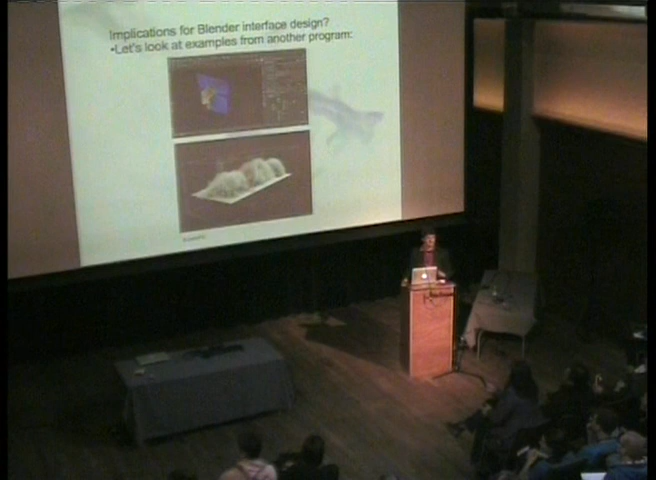 Implications for Blender interface design?
•Let's look at examples from another program: